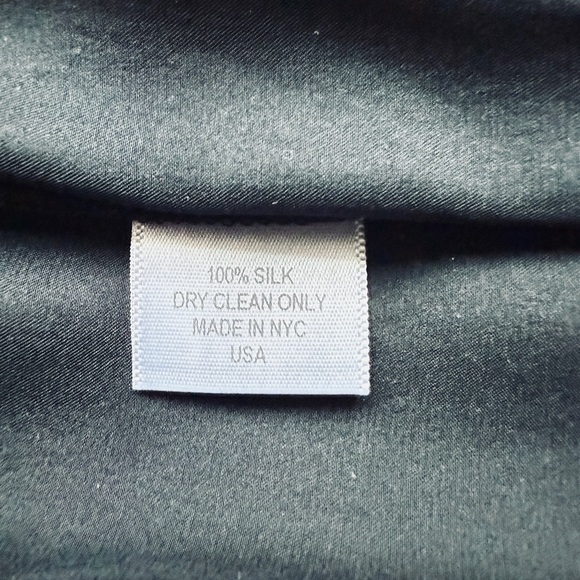 100% SILK
DRY CLEAN ONLY
MADE IN NYC
USA